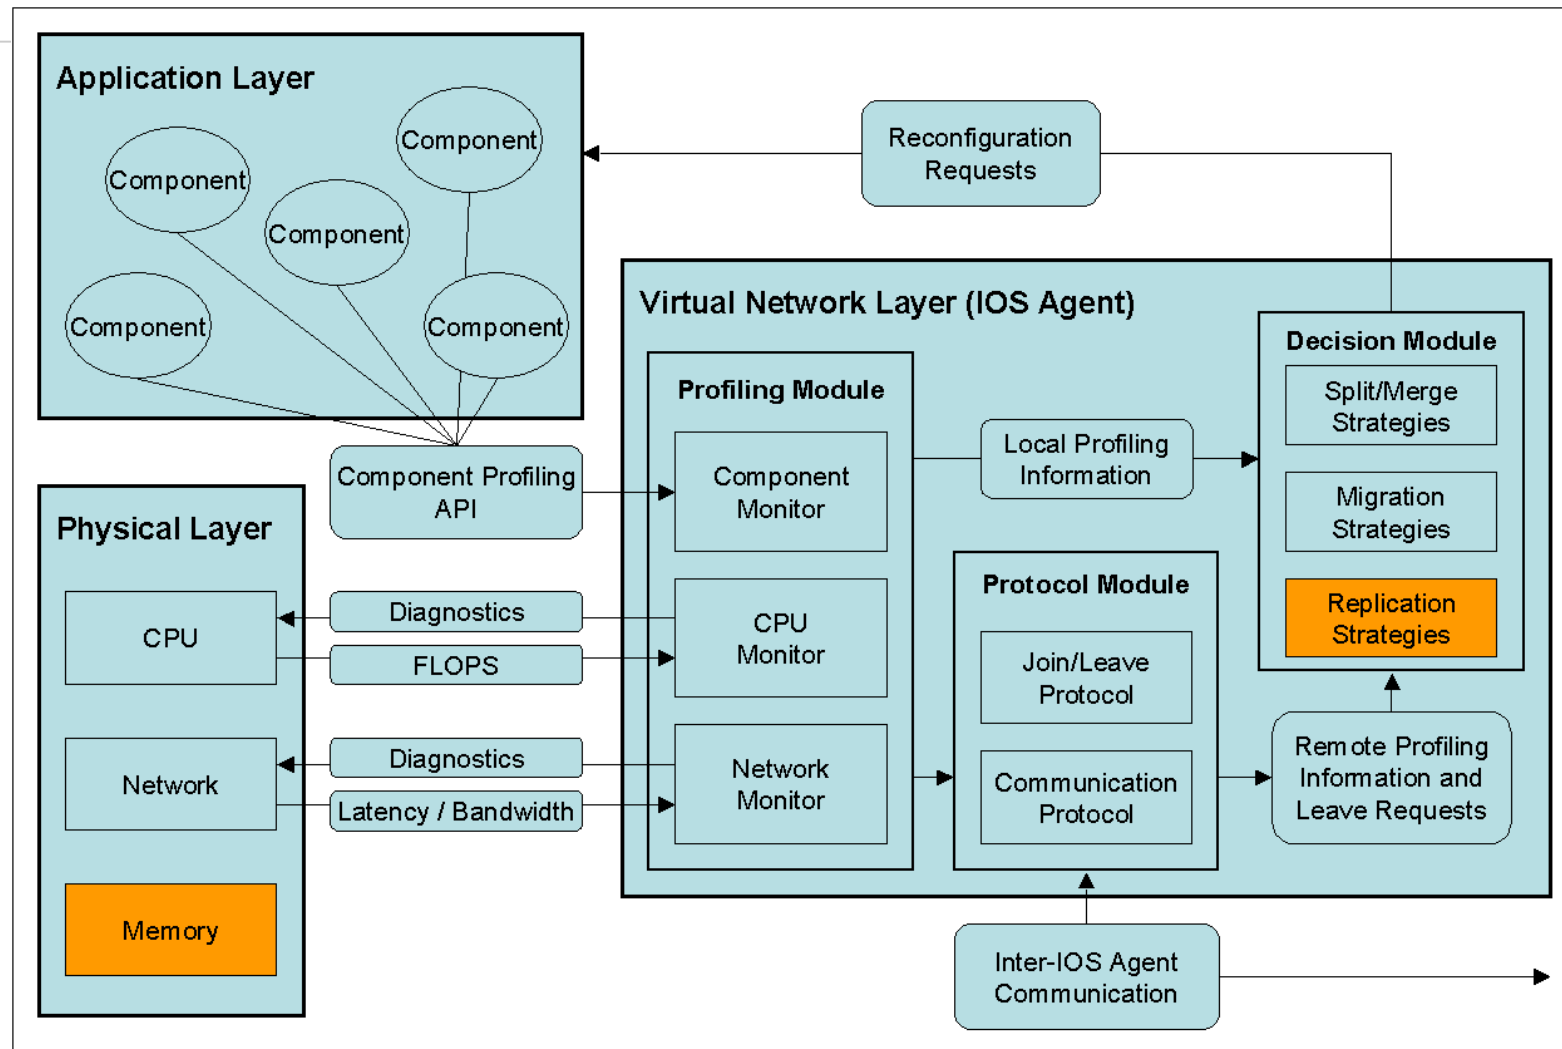 Application Layer
Component
Component
Component
Component
Component
Reconfiguration
Requests
Virtual Network Layer (IOS Agent)
Profiling Module
Component
Monitor
CPU
Monitor
Network
Monitor
Component Profiling
API
Local Profiling
Information
Decision Module
Split/Merge
Strategies
Migration
Strategies
Replication
Strategies
Protocol Module
Join/Leave
Protocol
Communication
Protocol
Remote Profiling
Information and
Leave Requests
Physical Layer
CPU
Network
Memory
Diagnostics
FLOPS
Diagnostics
Latency / Bandwidth
Inter-IOS Agent
Communication